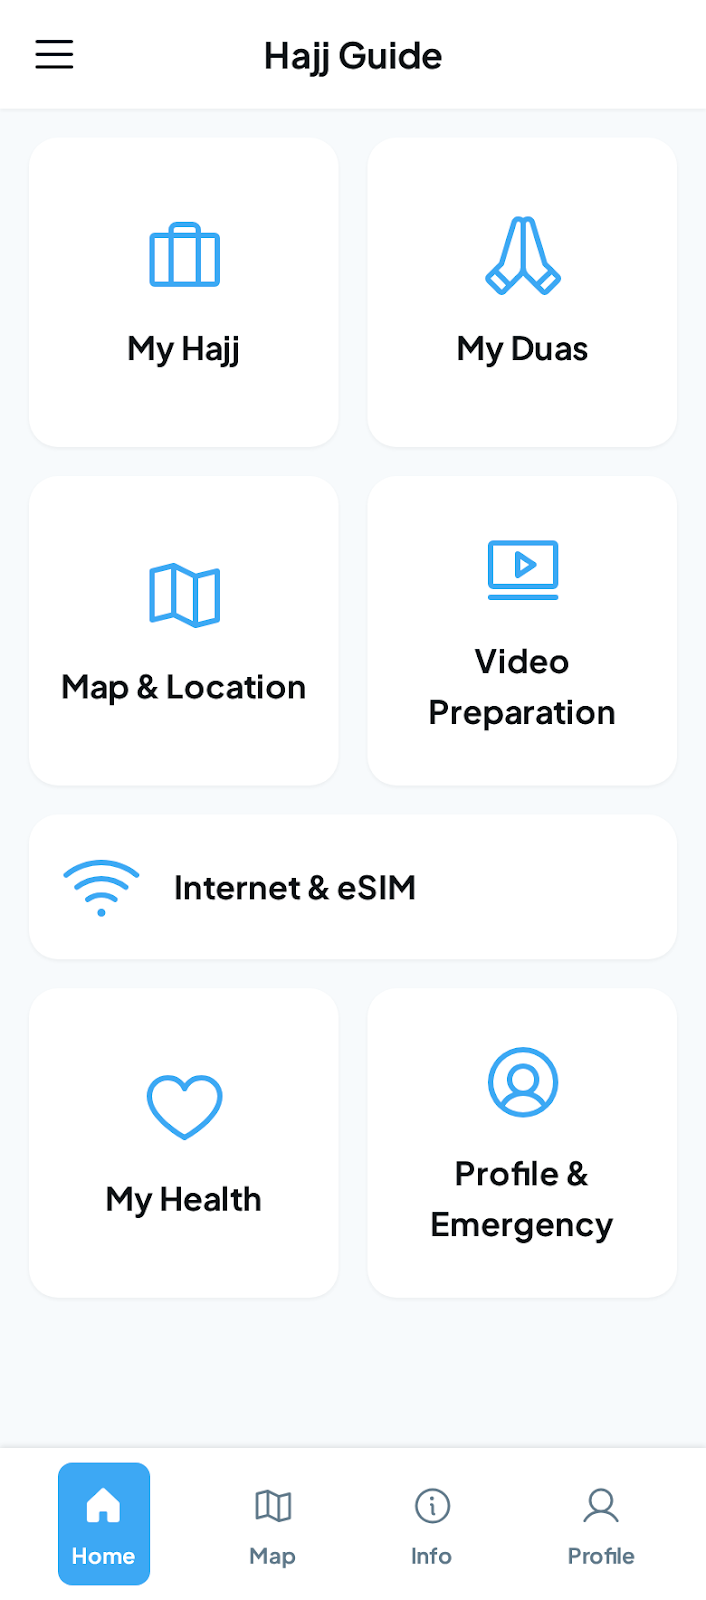 Hajj Guide
My Hajj
My Duas
Map & Location
Video
Preparation
Internet & eSIM
My Health
Profile &
Emergency
Home
Map
Info
Profile